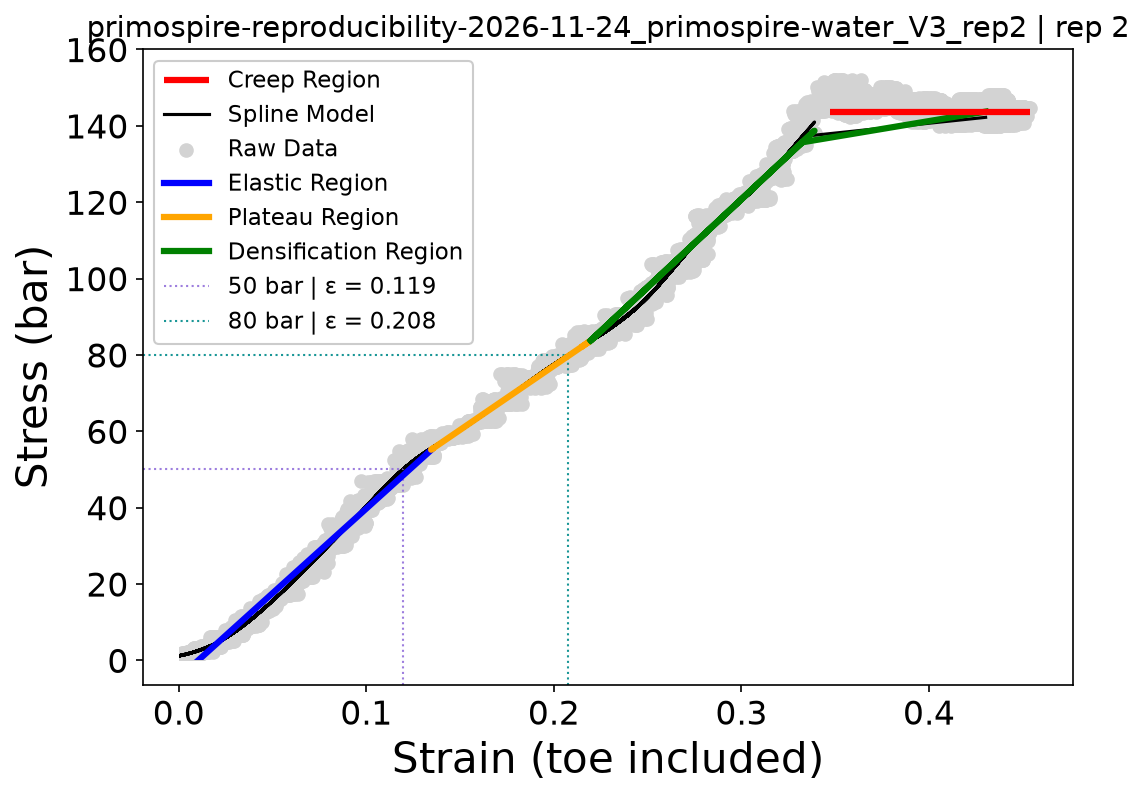 primospire-reproducibility-2026-11-24_primospire-water_V3_rep2 | rep 2
Creep Region
Spline Model
Raw Data
Elastic Region
Plateau Region
Densification Region
50 bar | ε = 0.119
80 bar | ε = 0.208
160
140
120
100
80
60
40
20
0
Stress (bar)
0.0 0.1 0.2 0.3 0.4
Strain (toe included)